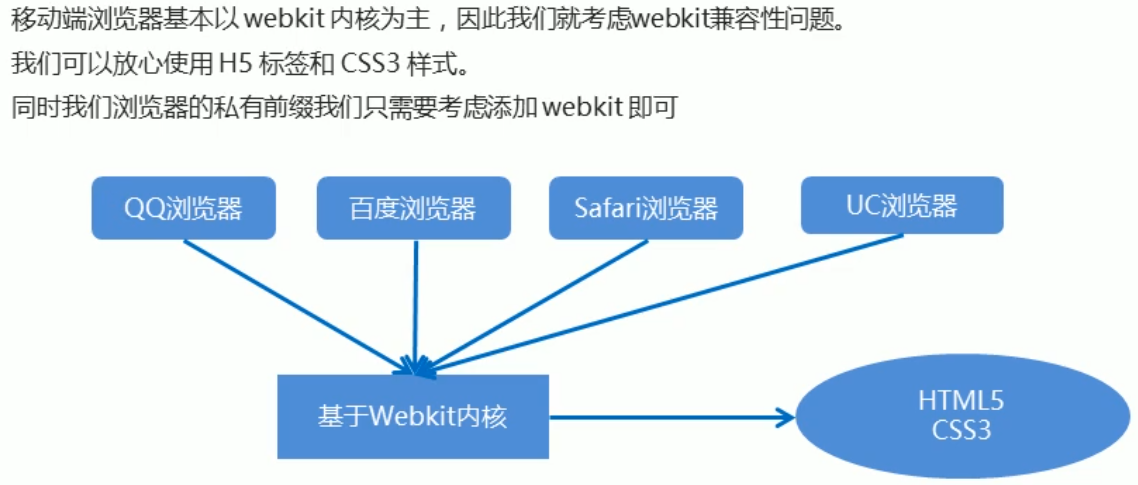 移动端浏览器基本以 webkit 内核为主，因此我们就考虑webkit兼容性问题。
我们可以放心使用 H5 标签和 CSS3 样式。
同时我们浏览器的私有前缀我们只需要考虑添加 webkit 即可
QQ浏览器
百度浏览器
Safari浏览器
UC浏览器
基于Webkit内核
HTML5
CSS3